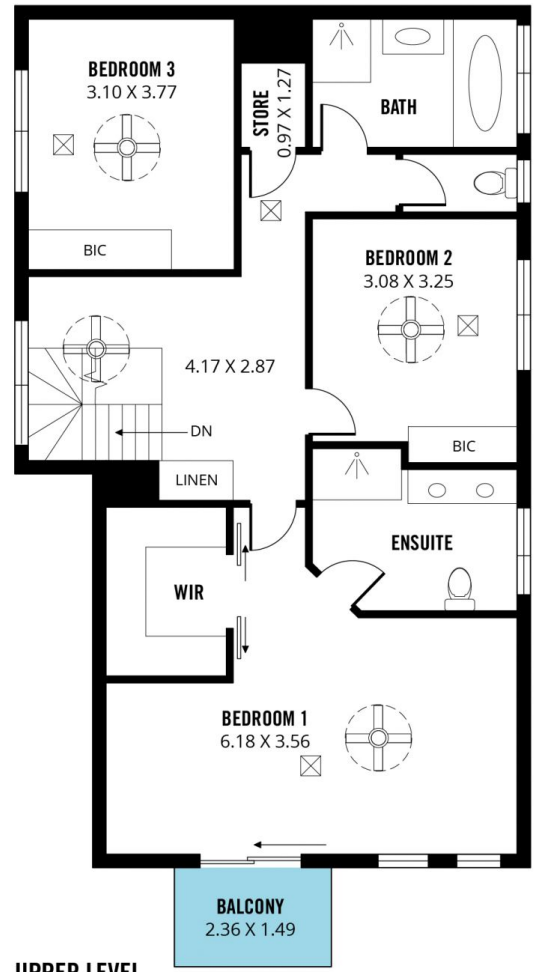 BEDROOM 3
3.10 X 3.77
STORE
0.97 X 1.27
BATH
BIC
BEDROOM 2
3.08 X 3.25
4.17 X 2.87
DN
BIC
LINEN
ENSUITE
WIR
BEDROOM 1
6.18 X 3.56
BALCONY
2.36 X 1.49
UPPER LEVEL